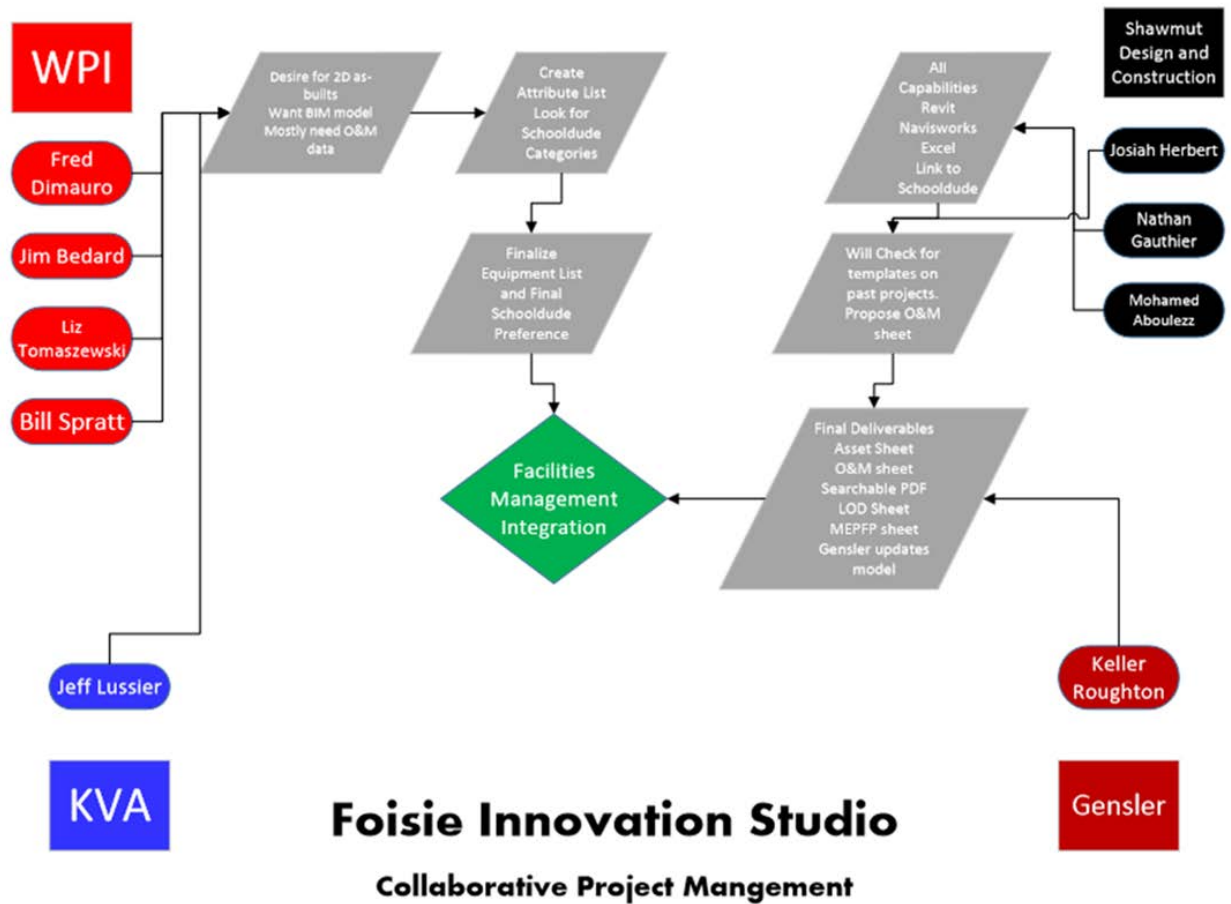 WPI
Fred
Dimauro
Jim Bedard
Liz
Tomaszewski
Bill Spratt
Desire for 2D as-
builts
Want BIM model
Mostly need O&M
data
Create
Attribute List
Look for
Schooldude
Categories
Finalize
Equipment List
and Final
Schooldude
Preference
Facilities
Management
Integration
All
Capabilities
Revit
Navisworks
Excel
Link to
Schooldude
Will Check for
templates on
past projects.
Propose O&M
sheet
Final Deliverables
Asset Sheet
O&M sheet
Searchable PDF
LOD Sheet
MEPFP sheet
Gensler updates
model
Shawmut
Design and
Construction
Josiah Herbert
Nathan
Gauthier
Mohamed
Aboulezz
Jeff Lussier
KVA
Keller
Roughton
Gensler
Foisie Innovation Studio
Collaborative Project Mangement